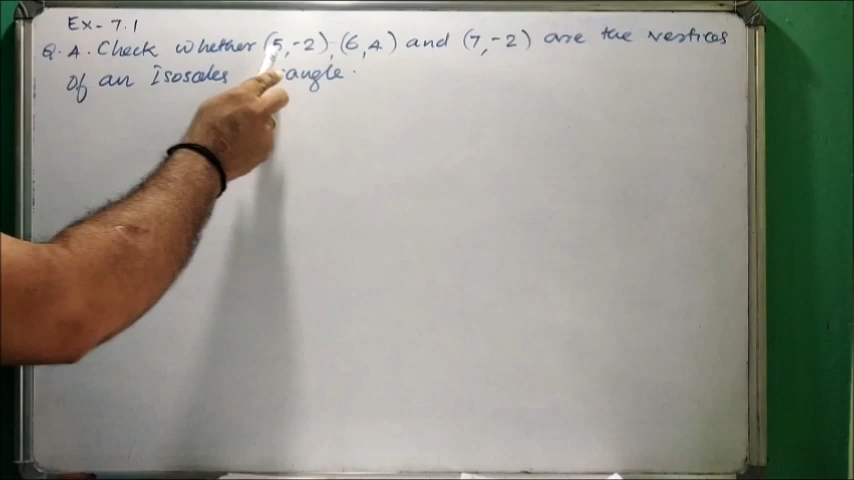 Ex- 7.1
Q. 4. Check whether (5,-2), (6,4) and (7,-2) are the vertices
of an Isosceles angle.